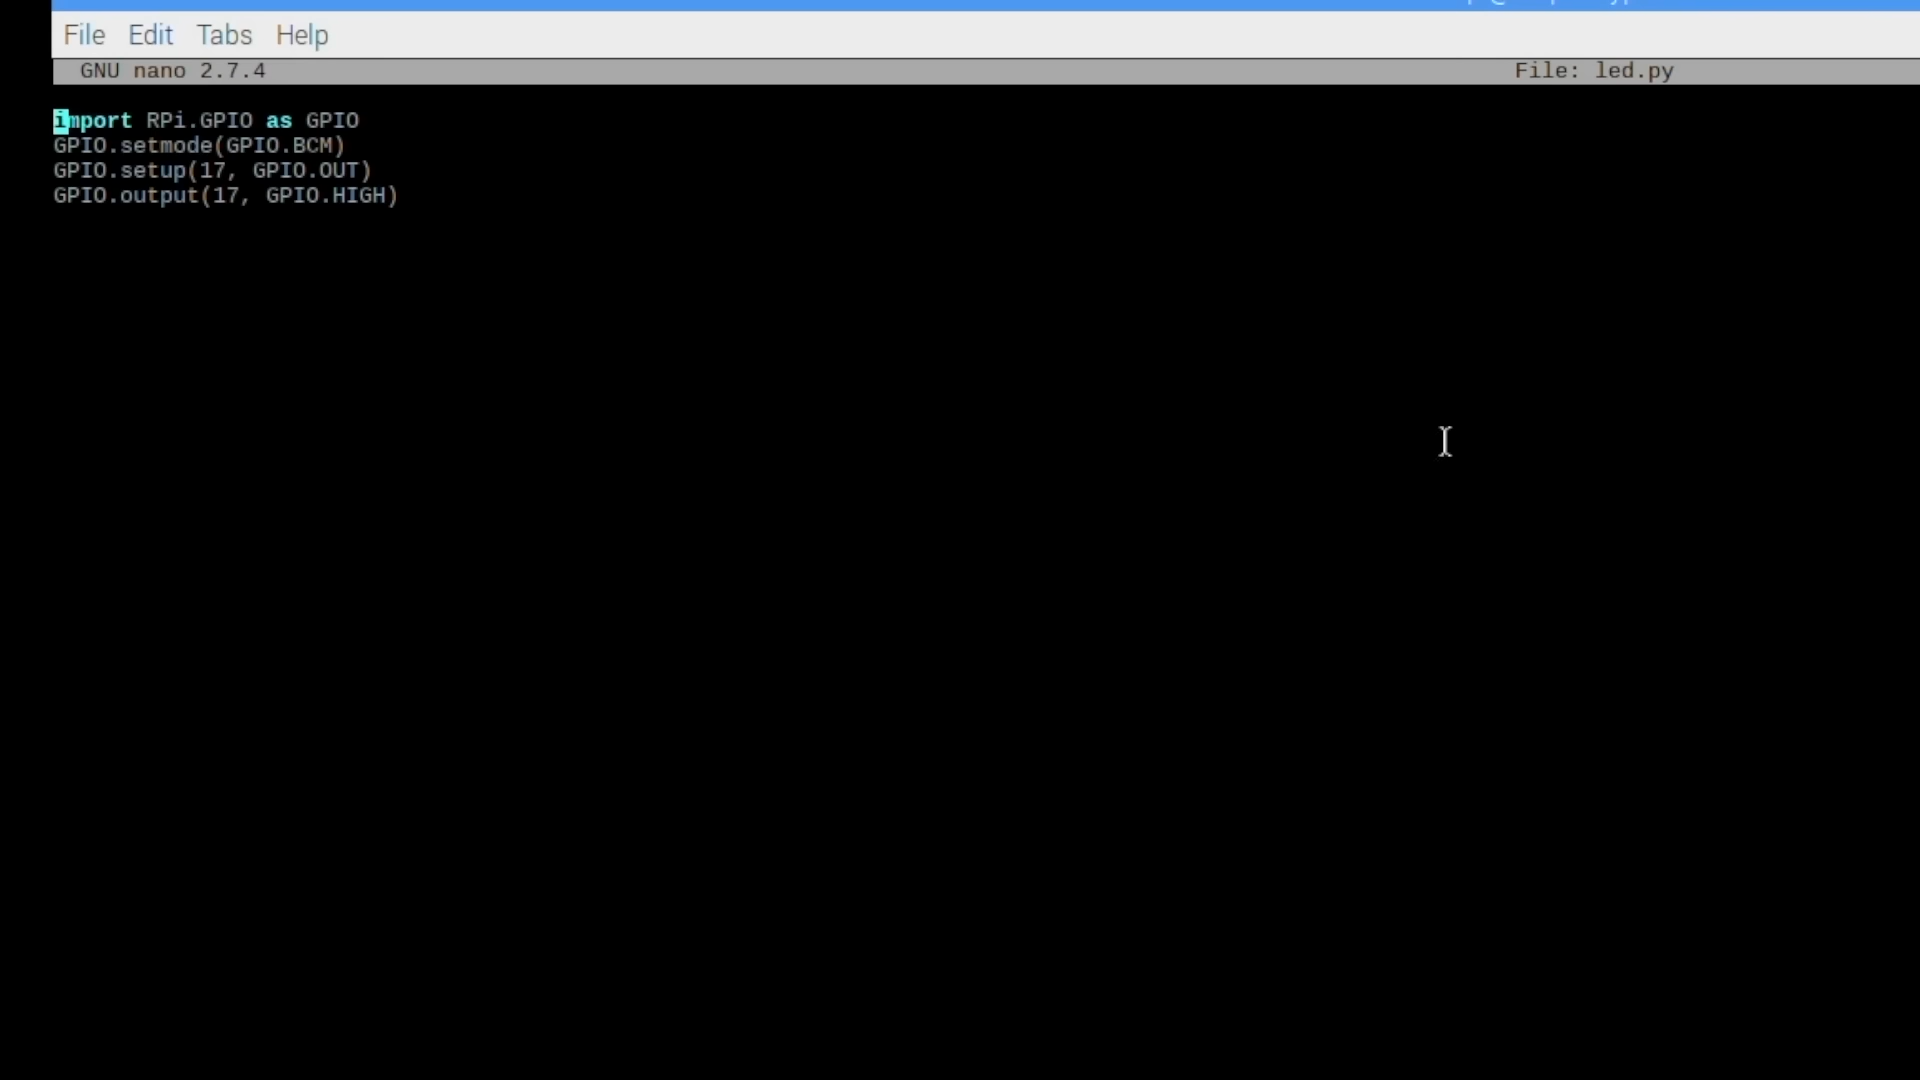 File Edit Tabs Help
GNU nano 2.7.4 File: led.py
import RPi.GPIO as GPIO
GPIO.setmode(GPIO.BCM)
GPIO.setup(17, GPIO.OUT)
GPIO.output(17, GPIO.HIGH)